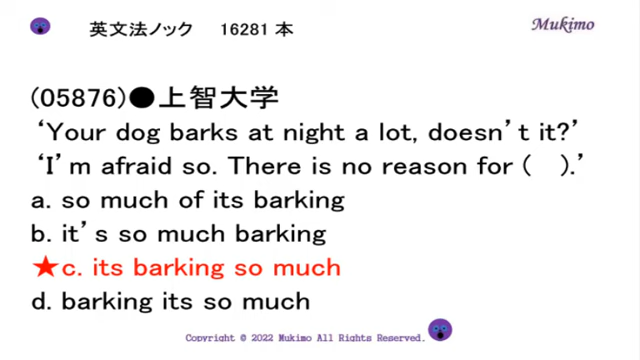 英文法ノック　16281 本
Mukimo
(05876)●上智大学
‘Your dog barks at night a lot, doesn’t it?’
‘I’m afraid so. There is no reason for (　).’
a. so much of its barking
b. it’s so much barking
★c. its barking so much
d. barking its so much
Copyright © 2022 Mukimo All Rights Reserved.